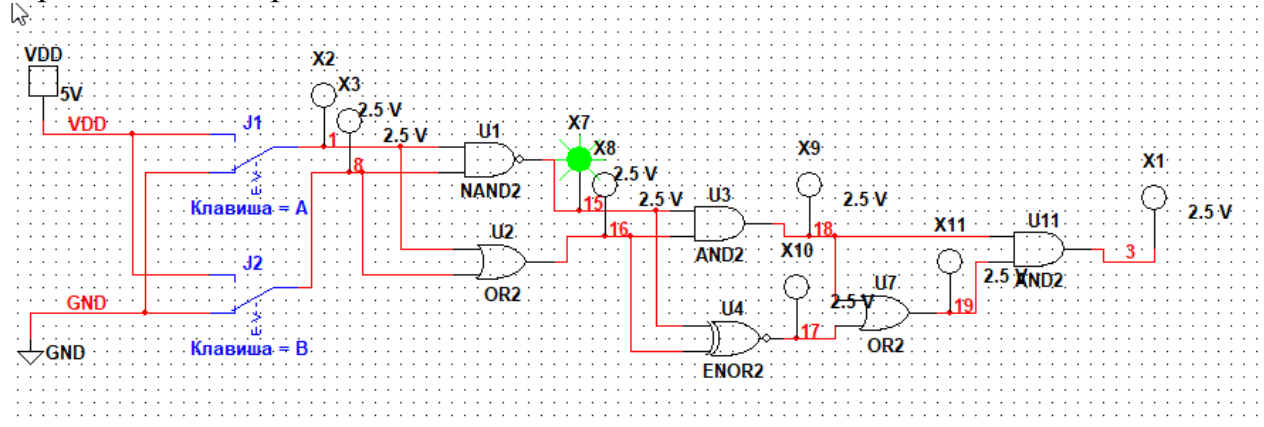 VDD
5V
VDD
GND
GND
J1
Клавиша = A
J2
Клавиша = B
X2
X3
2.5 V
2.5 V
1
8
U1
NAND2
U2
OR2
X7
X8
2.5 V
2.5 V
15
16
U3
AND2
U4
ENOR2
X9
2.5 V
18
X10
2.5 V
17
U7
OR2
X11
2.5 V
19
U11
AND2
3
X1
2.5 V